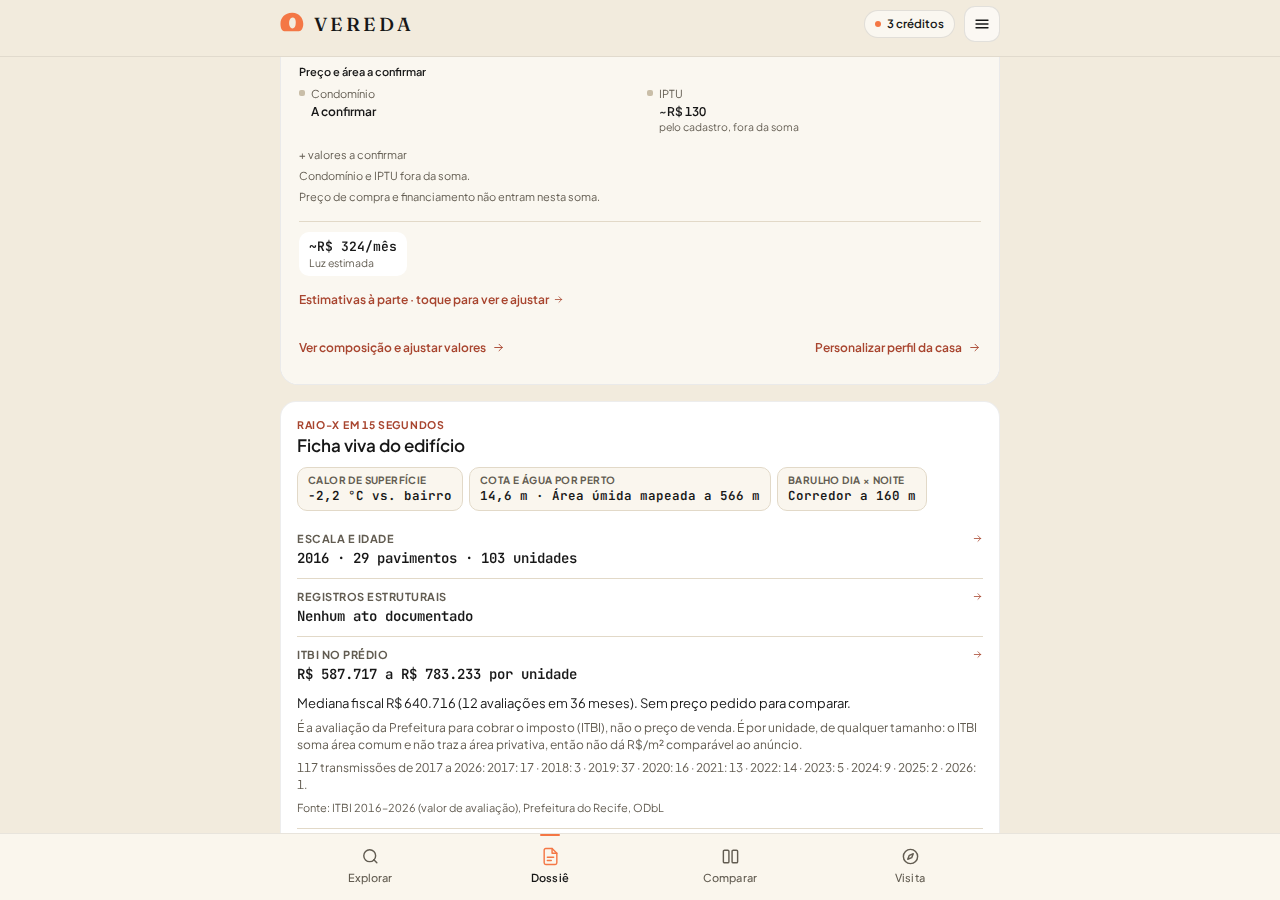 VEREDA
3 créditos
Preço e área a confirmar
Condomínio
A confirmar
IPTU
~R$ 130
pelo cadastro, fora da soma
+ valores a confirmar
Condomínio e IPTU fora da soma.
Preço de compra e financiamento não entram nesta soma.
~R$ 324/mês
Luz estimada
Estimativas à parte · toque para ver e ajustar →
Ver composição e ajustar valores →
Personalizar perfil da casa →
RAIO-X EM 15 SEGUNDOS
Ficha viva do edifício
CALOR DE SUPERFÍCIE
-2,2 °C vs. bairro
COTA E ÁGUA POR PERTO
14,6 m · Área úmida mapeada a 566 m
BARULHO DIA × NOITE
Corredor a 160 m
ESCALA E IDADE →
2016 · 29 pavimentos · 103 unidades
REGISTROS ESTRUTURAIS →
Nenhum ato documentado
ITBI NO PRÉDIO →
R$ 587.717 a R$ 783.233 por unidade
Mediana fiscal R$ 640.716 (12 avaliações em 36 meses). Sem preço pedido para comparar.
É a avaliação da Prefeitura para cobrar o imposto (ITBI), não o preço de venda. É por unidade, de qualquer tamanho: o ITBI
soma área comum e não traz a área privativa, então não dá R$/m² comparável ao anúncio.
117 transmissões de 2017 a 2026: 2017: 17 · 2018: 3 · 2019: 37 · 2020: 16 · 2021: 13 · 2022: 14 · 2023: 5 · 2024: 9 · 2025: 2 · 2026:
1.
Fonte: ITBI 2016–2026 (valor de avaliação), Prefeitura do Recife, ODbL
Explorar
Dossiê
Comparar
Visita